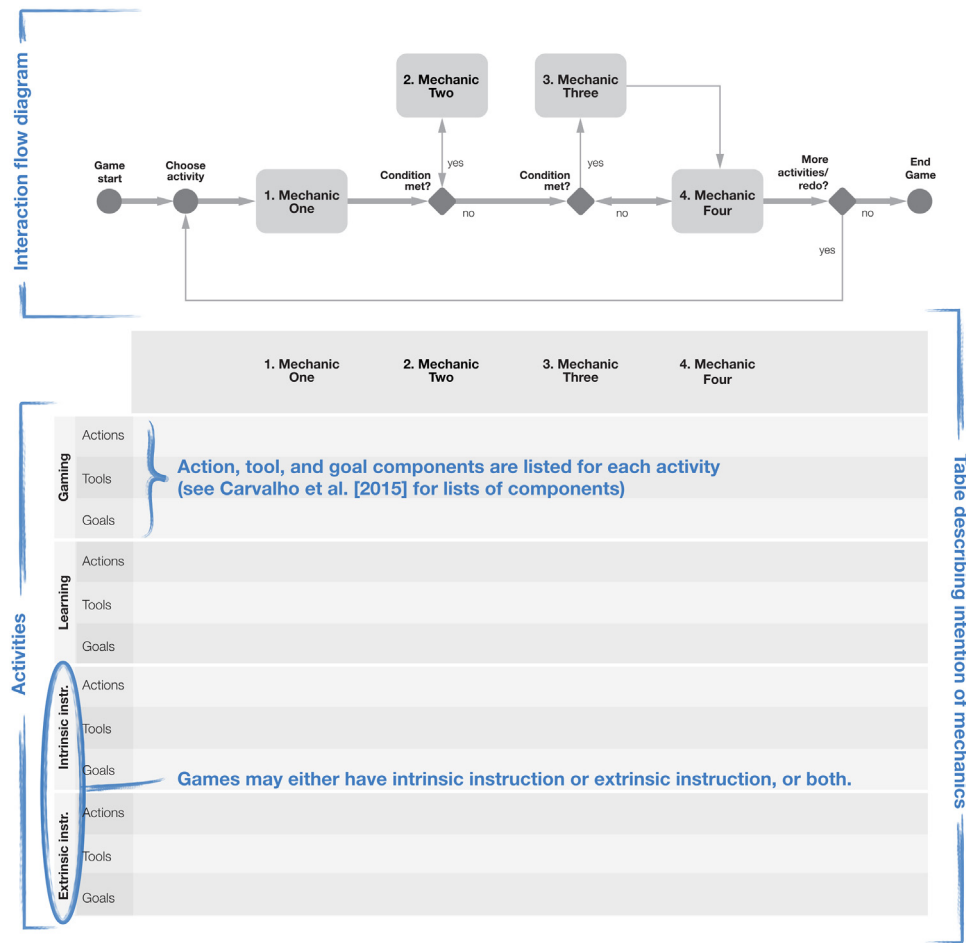 Interaction flow diagram
2. Mechanic
Two
3. Mechanic
Three
yes
yes
Game
start
Choose
activity
1. Mechanic
One
Condition
met?
no
Condition
met?
no
4. Mechanic
Four
More
activities/
redo?
no
yes
End
Game
1. Mechanic
One
2. Mechanic
Two
3. Mechanic
Three
4. Mechanic
Four
Table describing intention of mechanics
Activities
Gaming
Actions
Tools
Goals
Action, tool, and goal components are listed for each activity
(see Carvalho et al. [2015] for lists of components)
Learning
Actions
Tools
Goals
Intrinsic instr.
Actions
Tools
Goals
Games may either have intrinsic instruction or extrinsic instruction, or both.
Extrinsic instr.
Actions
Tools
Goals